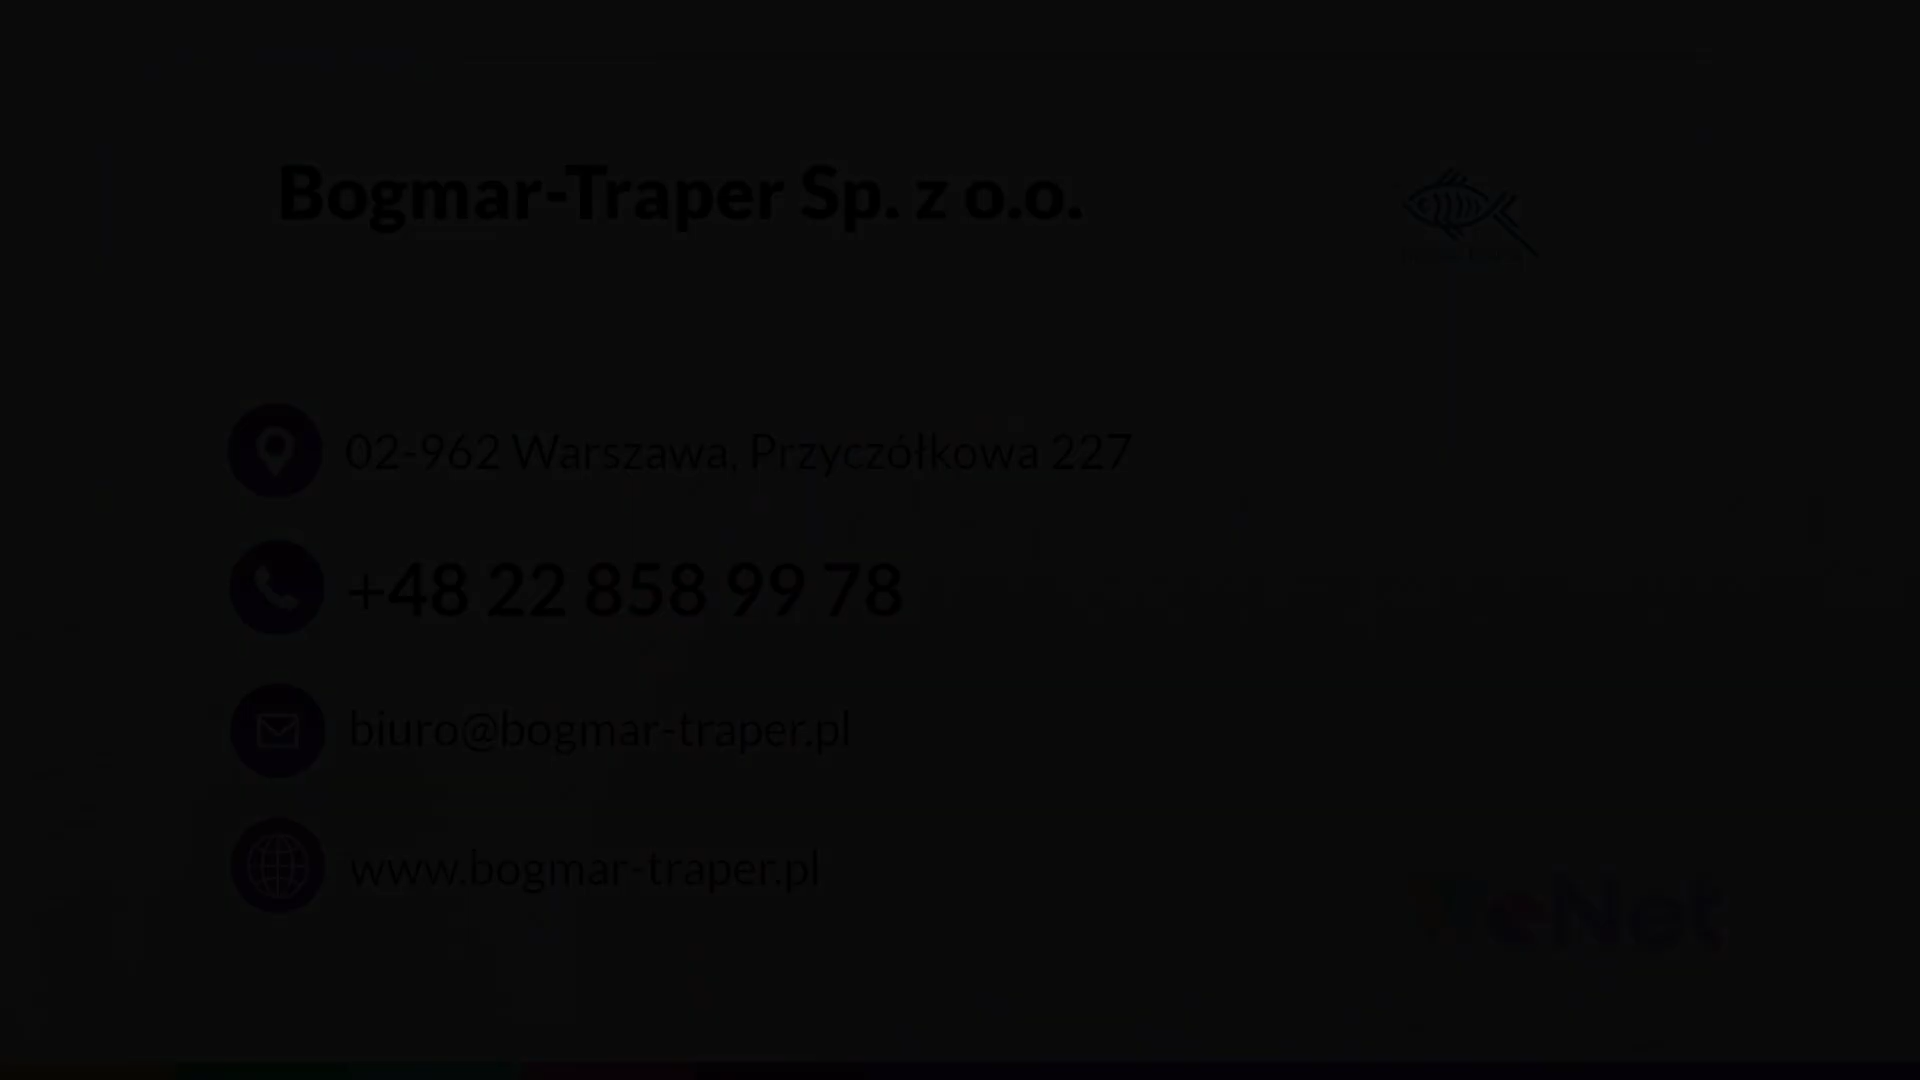 Bogmar-Traper Sp. z o.o.
02-962 Warszawa, Przyczółkowa 227
+48 22 858 99 78
biuro@bogmar-traper.pl
www.bogmar-traper.pl
WeNet